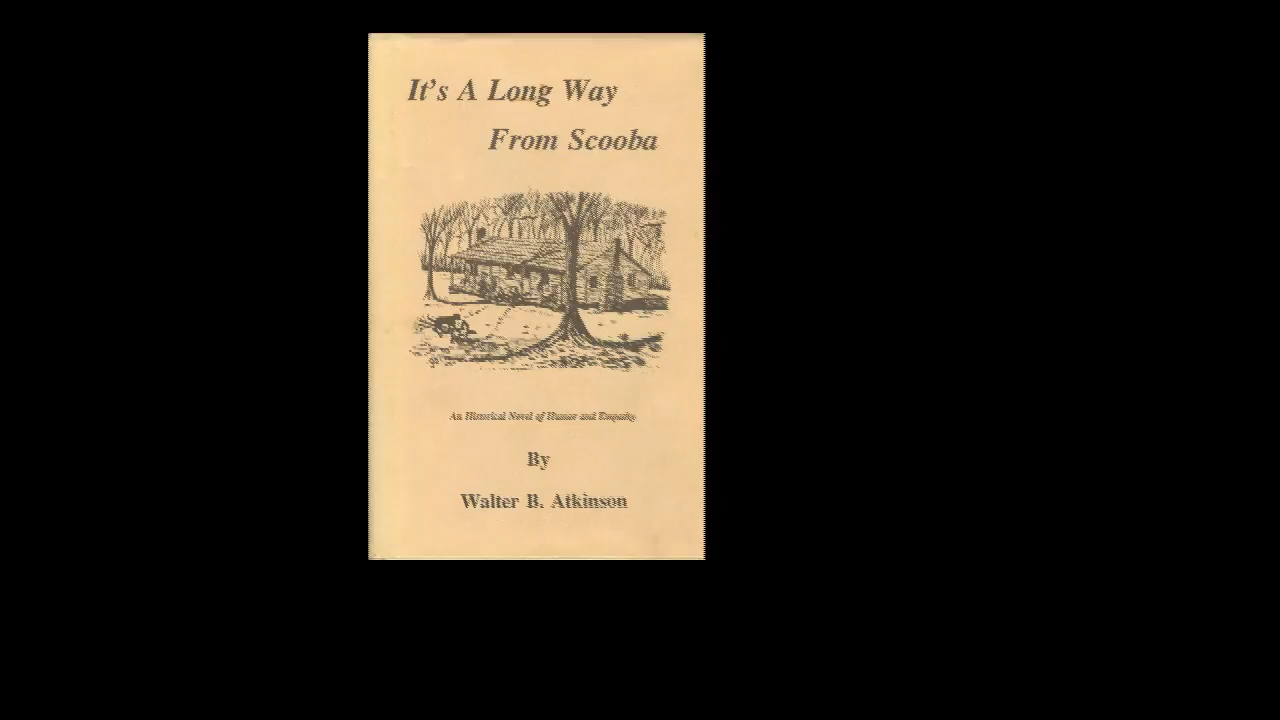 It's A Long Way
From Scooba
An Historical Novel of Humor and Empathy
By
Walter B. Atkinson